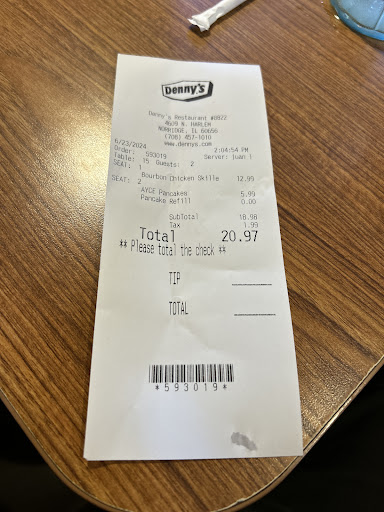 Denny's
Denny's Restaurant #8822
4639 N. HARLEM
NORRIDGE, IL 60656
(708) 457-1010
www.dennys.com
6/23/2024 2:04:54 PM
Order: 593019 Server: Juan I
Table: 15 Guests: 2
SEAT: 1
Bourbon Chicken Skille 12.99
SEAT: 2
AYCE Pancakes 5.99
Pancake Refill 0.00
SubTotal 18.98
Tax 1.99
Total 20.97
** Please total the check **
TIP
TOTAL
*593019*